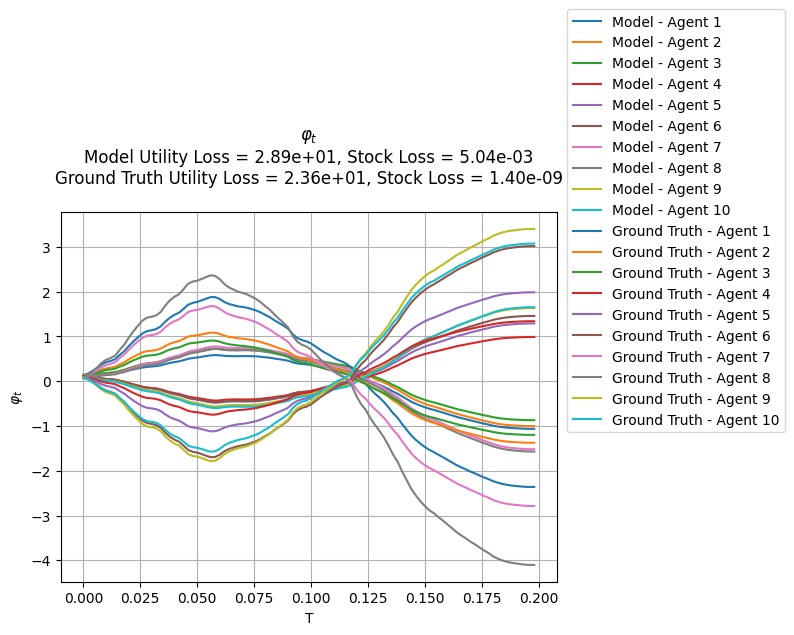 φt
Model Utility Loss = 2.89e+01, Stock Loss = 5.04e-03
Ground Truth Utility Loss = 2.36e+01, Stock Loss = 1.40e-09
φt
3
2
1
0
−1
−2
−3
−4
0.000 0.025 0.050 0.075 0.100 0.125 0.150 0.175 0.200
T
Model - Agent 1
Model - Agent 2
Model - Agent 3
Model - Agent 4
Model - Agent 5
Model - Agent 6
Model - Agent 7
Model - Agent 8
Model - Agent 9
Model - Agent 10
Ground Truth - Agent 1
Ground Truth - Agent 2
Ground Truth - Agent 3
Ground Truth - Agent 4
Ground Truth - Agent 5
Ground Truth - Agent 6
Ground Truth - Agent 7
Ground Truth - Agent 8
Ground Truth - Agent 9
Ground Truth - Agent 10